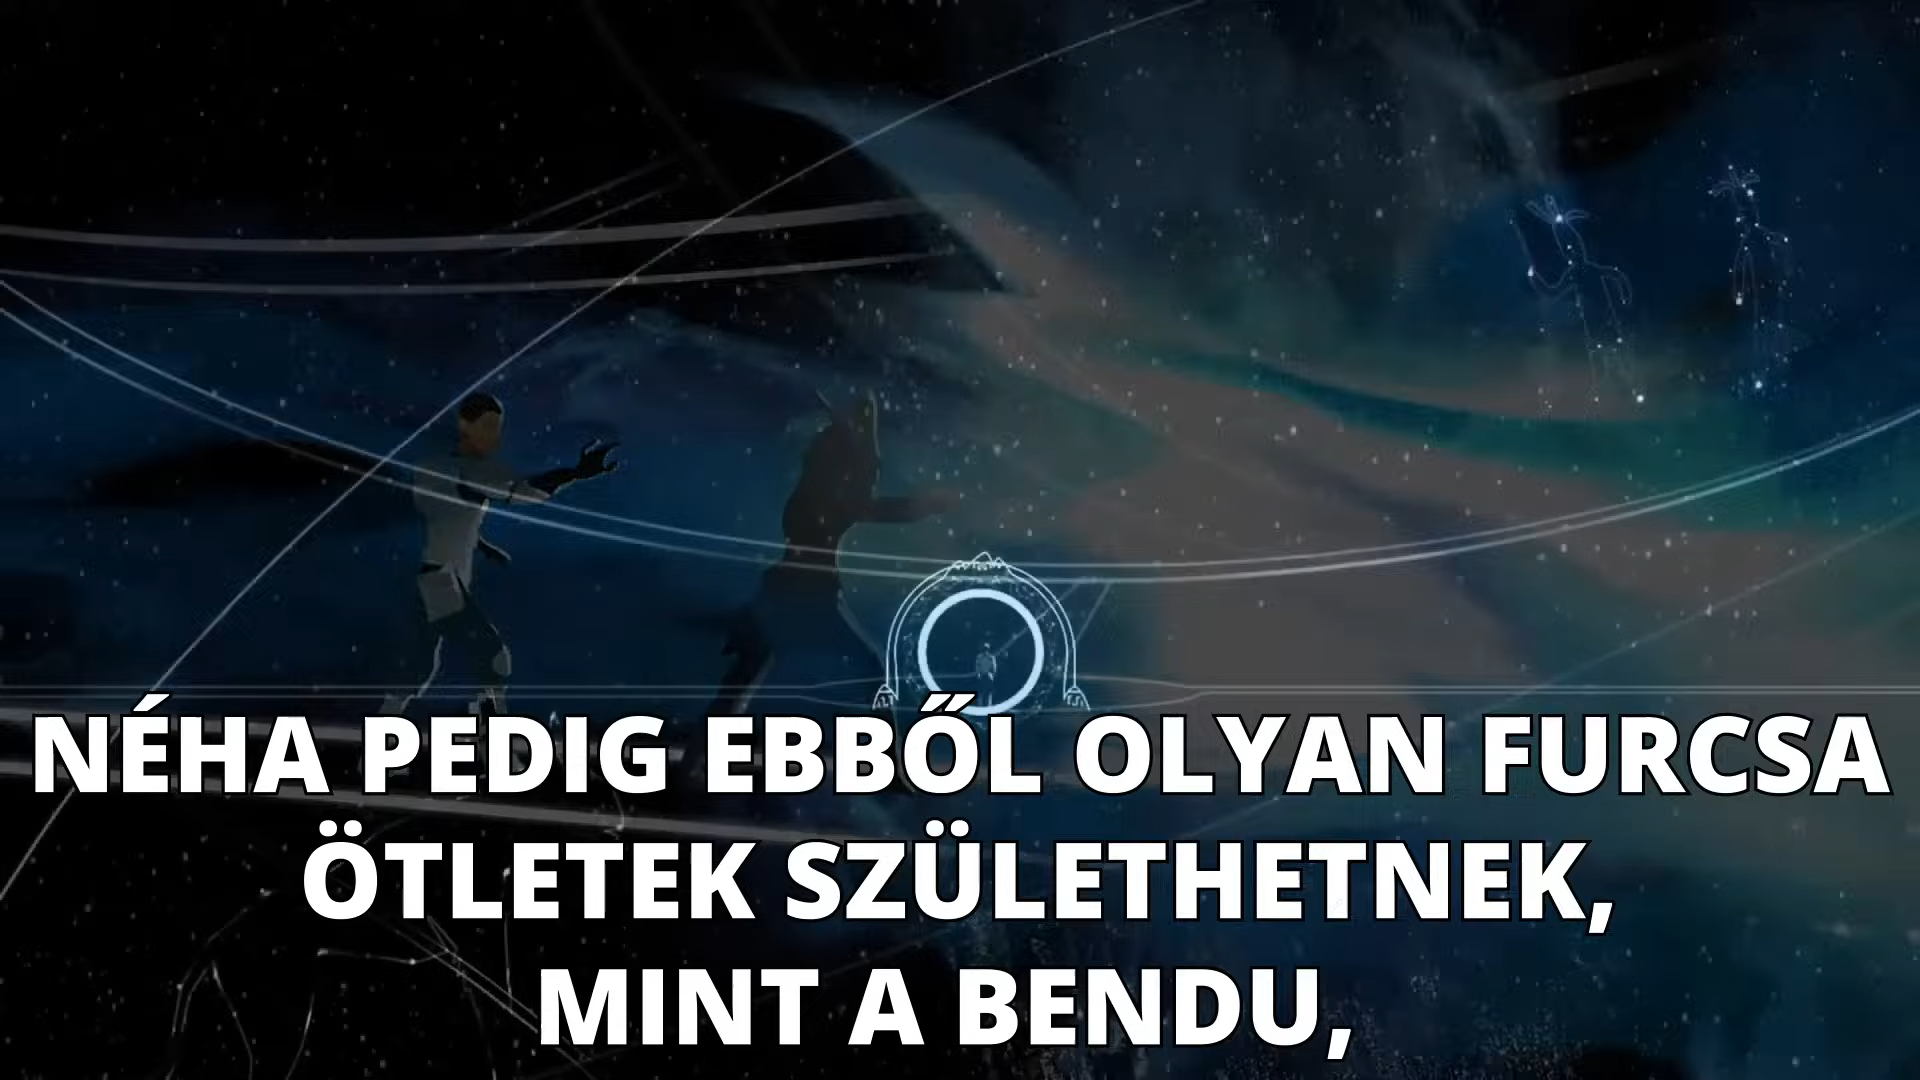 NÉHA PEDIG EBBŐL OLYAN FURCSA
ÖTLETEK SZÜLETHETNEK,
MINT A BENDU,